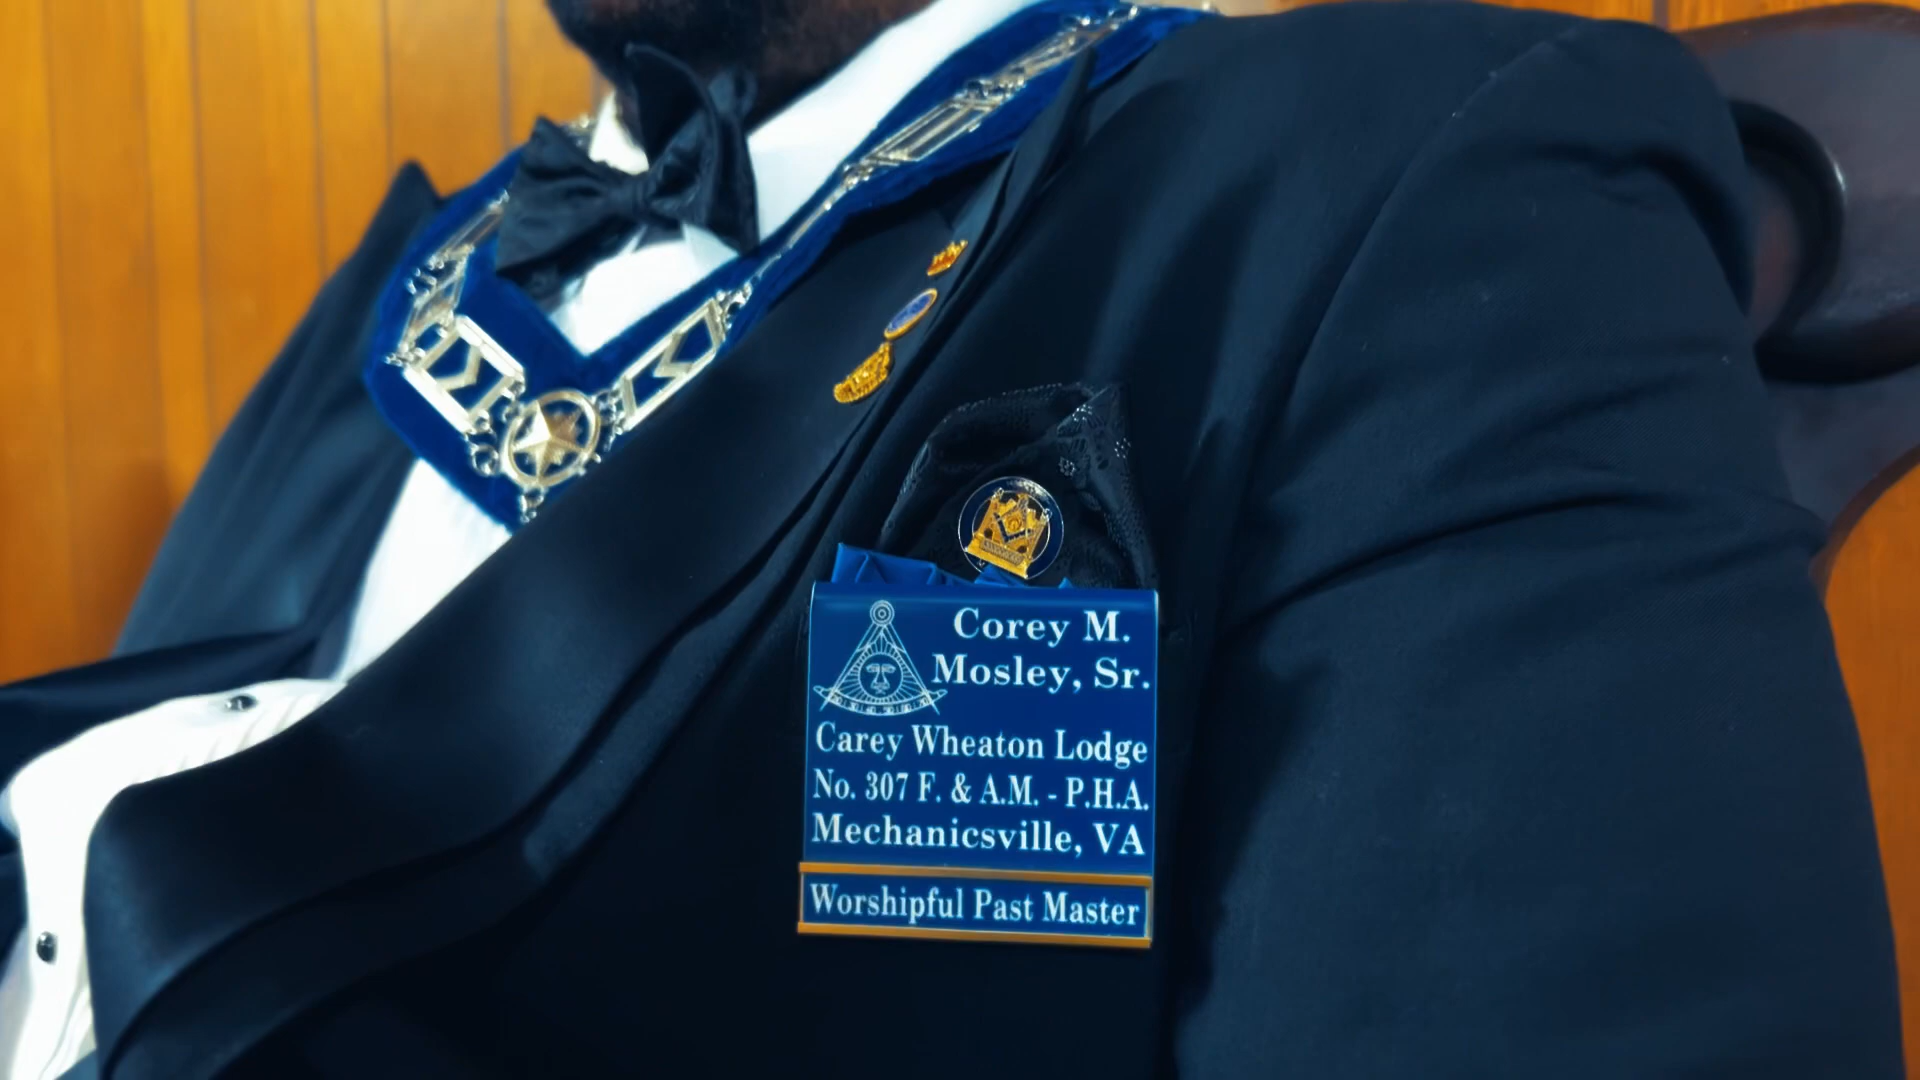 Corey M.
Mosley, Sr.
Carey Wheaton Lodge
No. 307 F. & A.M. - P.H.A.
Mechanicsville, VA
Worshipful Past Master